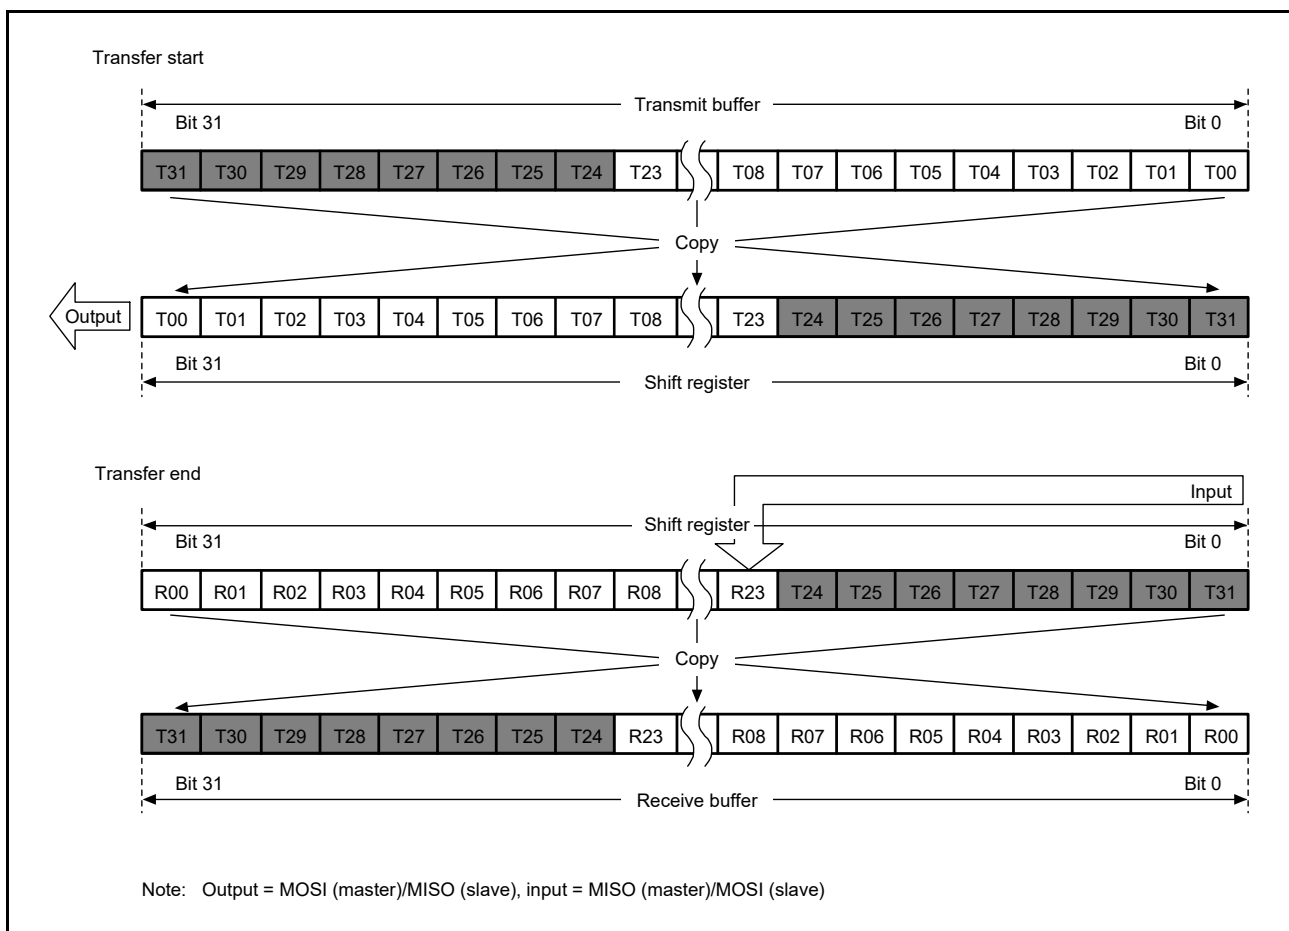 Transfer start
Transmit buffer
Bit 31 Bit 0
T31 T30 T29 T28 T27 T26 T25 T24 T23 T08 T07 T06 T05 T04 T03 T02 T01 T00
Copy
Output T00 T01 T02 T03 T04 T05 T06 T07 T08 T23 T24 T25 T26 T27 T28 T29 T30 T31
Bit 31 Bit 0
Shift register
Transfer end
Input
Shift register
Bit 31 Bit 0
R00 R01 R02 R03 R04 R05 R06 R07 R08 R23 T24 T25 T26 T27 T28 T29 T30 T31
Copy
T31 T30 T29 T28 T27 T26 T25 T24 R23 R08 R07 R06 R05 R04 R03 R02 R01 R00
Bit 31 Bit 0
Receive buffer
Note: Output = MOSI (master)/MISO (slave), input = MISO (master)/MOSI (slave)